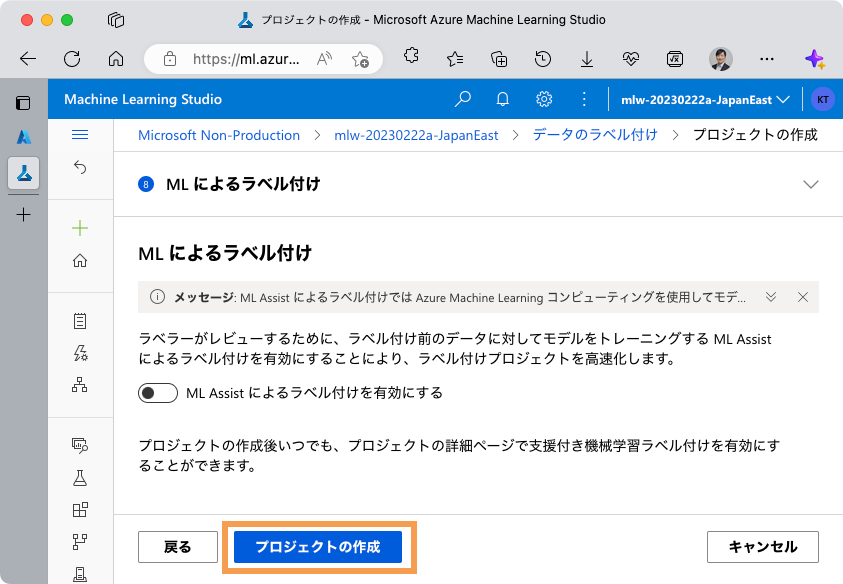 プロジェクトの作成 - Microsoft Azure Machine Learning Studio
https://ml.azur...
Machine Learning Studio
mlw-20230222a-JapanEast
KT
Microsoft Non-Production > mlw-20230222a-JapanEast > データのラベル付け > プロジェクトの作成
8 ML によるラベル付け
ML によるラベル付け
メッセージ: ML Assist によるラベル付けでは Azure Machine Learning コンピューティングを使用してモデ...
ラベラーがレビューするために、ラベル付け前のデータに対してモデルをトレーニングする ML Assist
によるラベル付けを有効にすることにより、ラベル付けプロジェクトを高速化します。
ML Assist によるラベル付けを有効にする
プロジェクトの作成後いつでも、プロジェクトの詳細ページで支援付き機械学習ラベル付けを有効にす
ることができます。
戻る
プロジェクトの作成
キャンセル